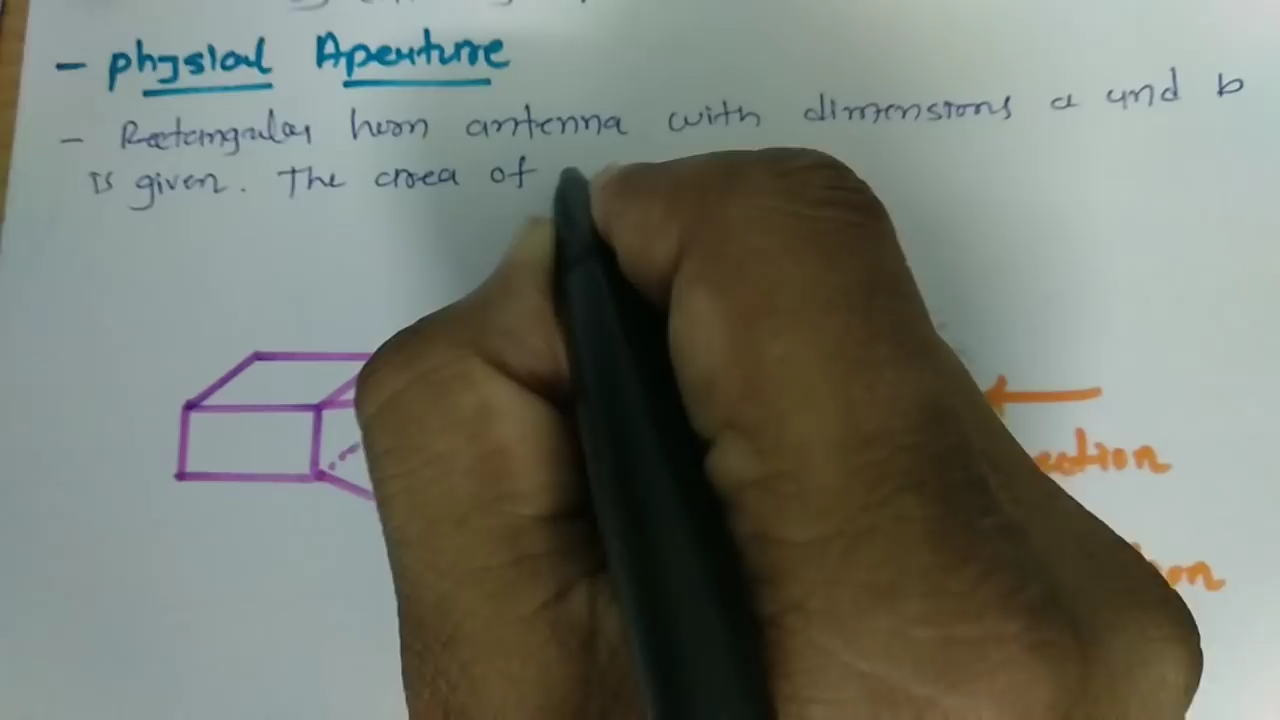 - Physical Aperture
- Rectangular horn antenna with dimensions a and b
is given. The area of